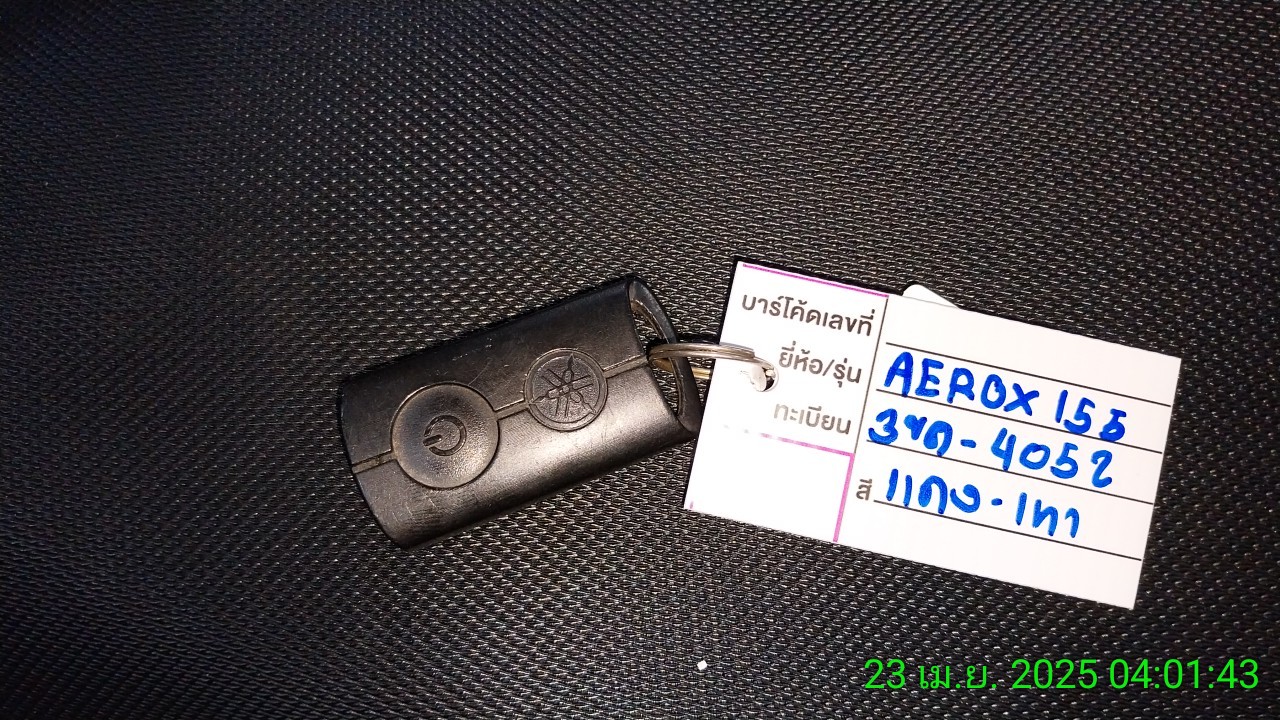 บาร์โค้ดเลขที่
ยี่ห้อ/รุ่น AEROX 155
ทะเบียน 3ขด-4052
สี แดง-เทา
23 เม.ย. 2025 04:01:43